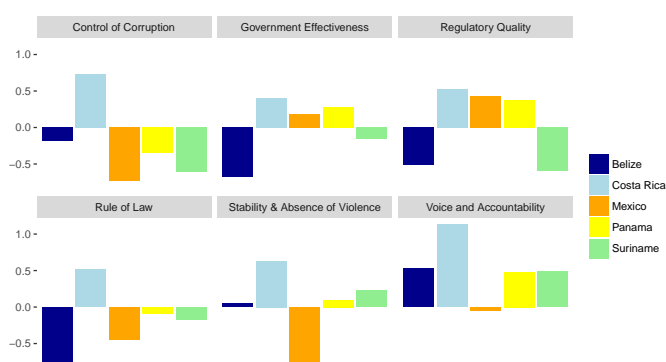 Control of Corruption Government Effectiveness Regulatory Quality
1.0
0.5
0.0
−0.5
Belize
Costa Rica
Mexico
Panama
Suriname
Rule of Law Stability & Absence of Violence Voice and Accountability
1.0
0.5
0.0
−0.5